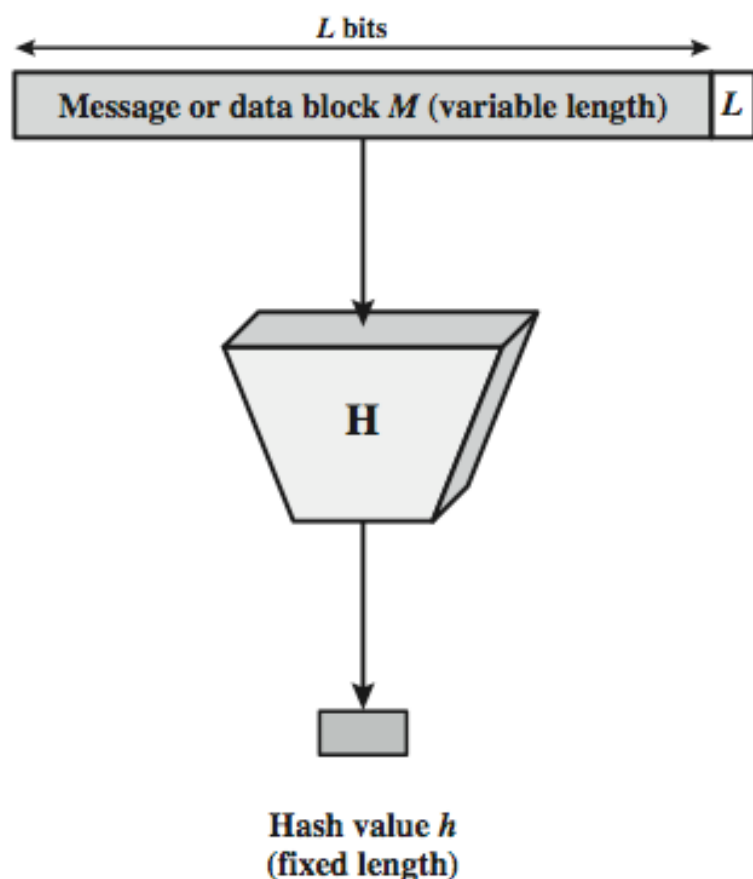 L bits
Message or data block M (variable length) L
H
Hash value h
(fixed length)